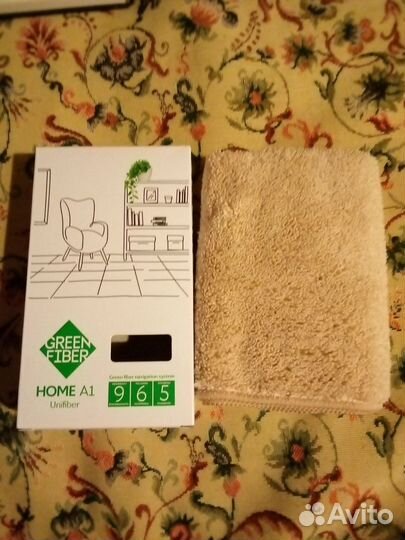 GREEN
FIBER
HOME A1
Unifiber
Green fiber navigation system
9 6 5
Avito